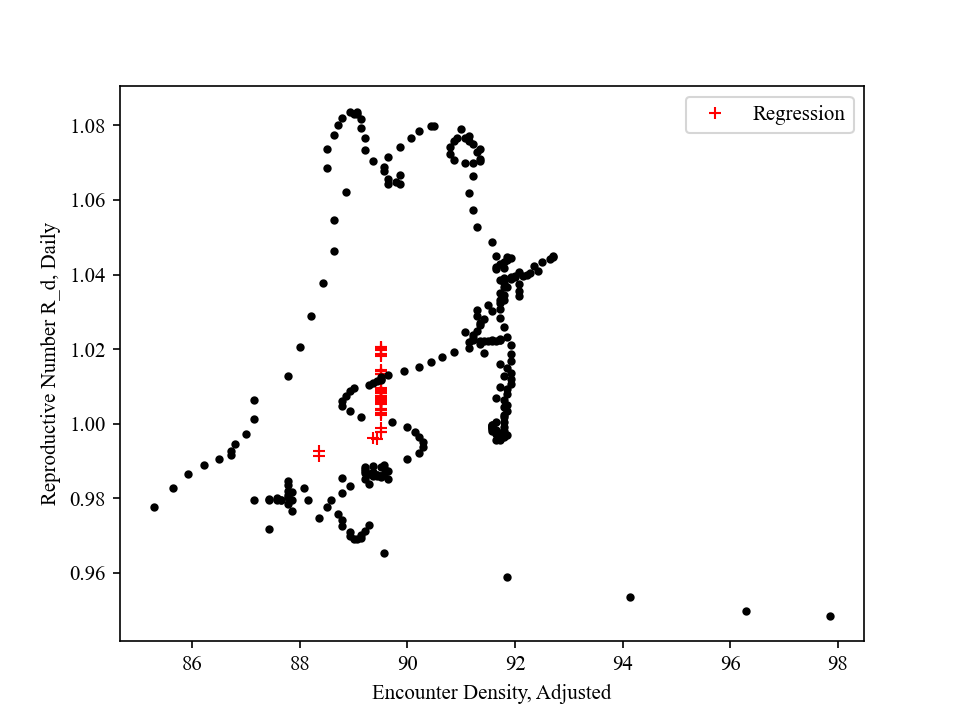 Regression
1.08
1.06
1.04
1.02
1.00
0.98
0.96
Reproductive Number R_d, Daily
86 88 90 92 94 96 98
Encounter Density, Adjusted